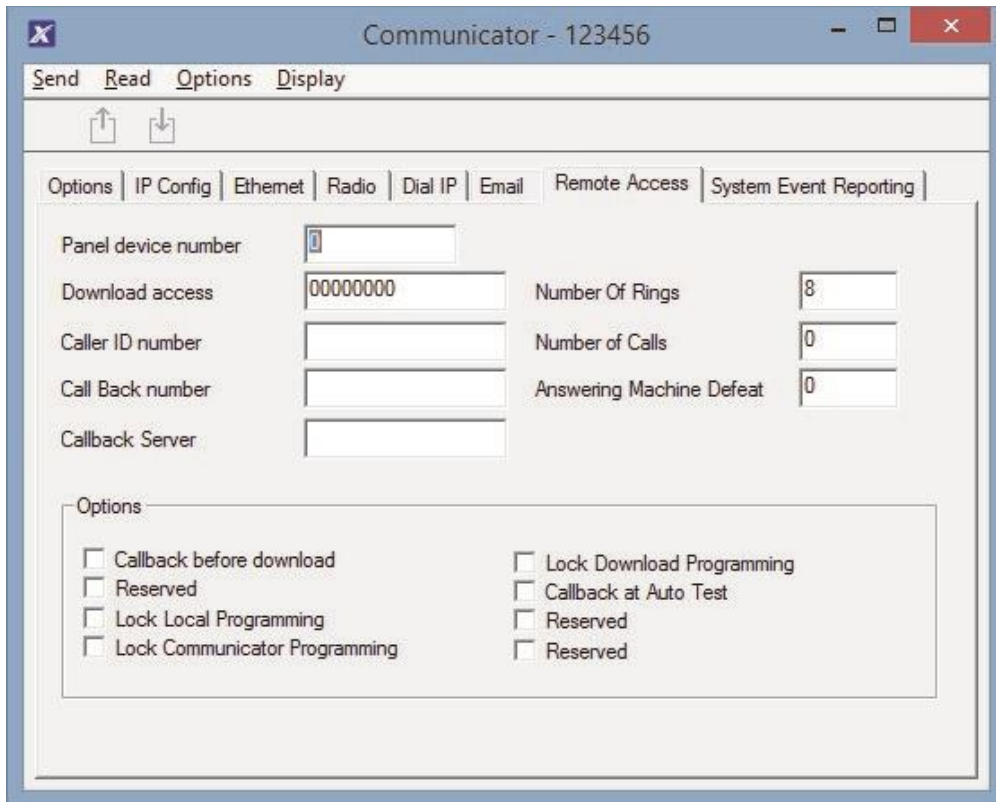 Communicator - 123456
Send Read Options Display
Options IP Config Ethernet Radio Dial IP Email Remote Access System Event Reporting
Panel device number 0
Download access 00000000 Number Of Rings 8
Caller ID number Number of Calls 0
Call Back number Answering Machine Defeat 0
Callback Server
Options
Callback before download Lock Download Programming
Reserved Callback at Auto Test
Lock Local Programming Reserved
Lock Communicator Programming Reserved